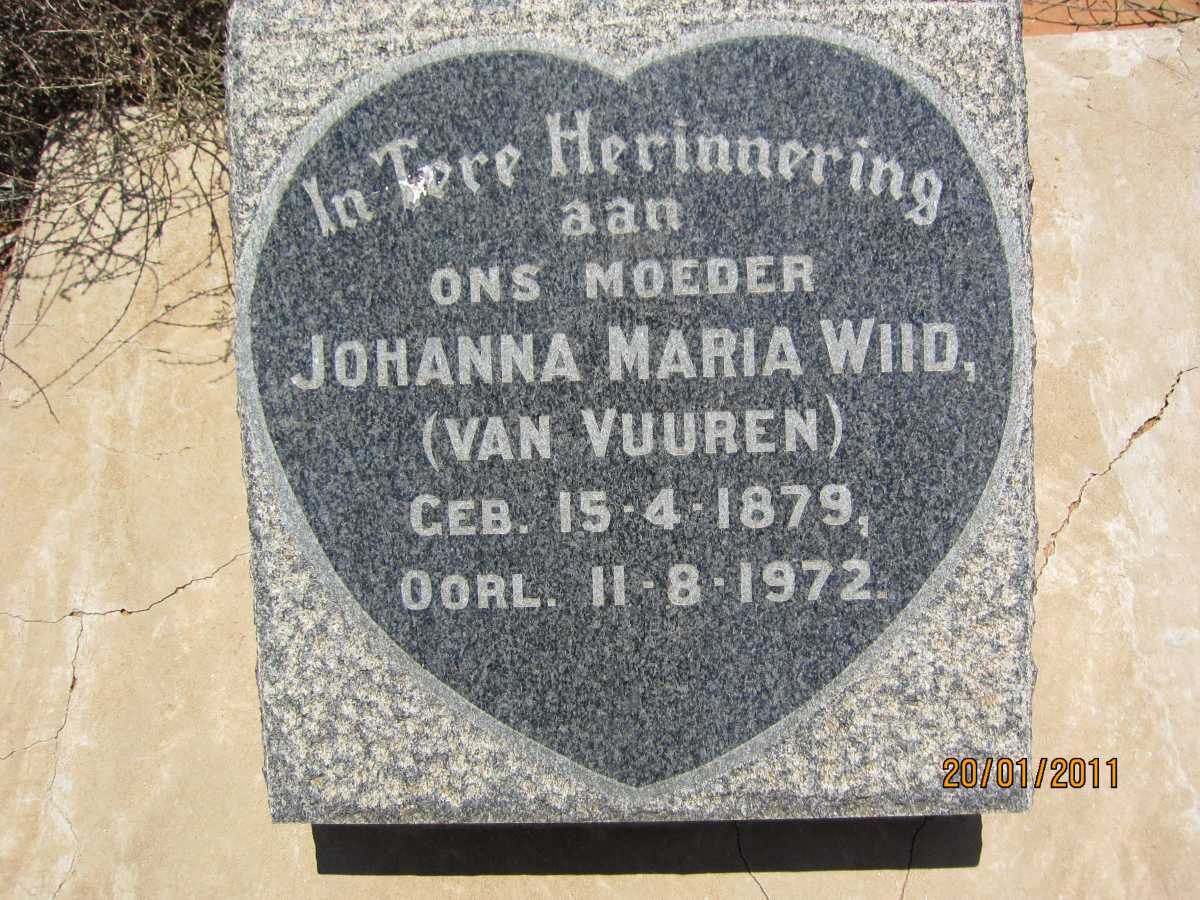 In Tere Herinnering
aan
ONS MOEDER
JOHANNA MARIA WIID,
(VAN VUUREN)
GEB. 15-4-1879,
OORL. 11-8-1972.
20/01/2011